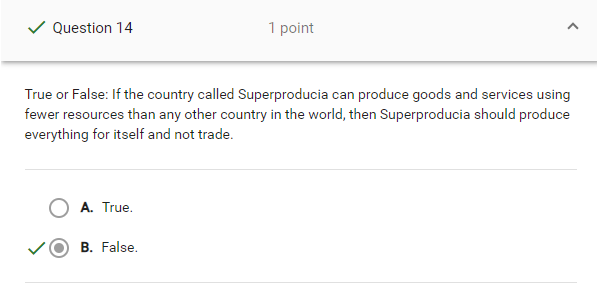 Question 14 1 point
True or False: If the country called Superproducia can produce goods and services using
fewer resources than any other country in the world, then Superproducia should produce
everything for itself and not trade.
A. True.
B. False.